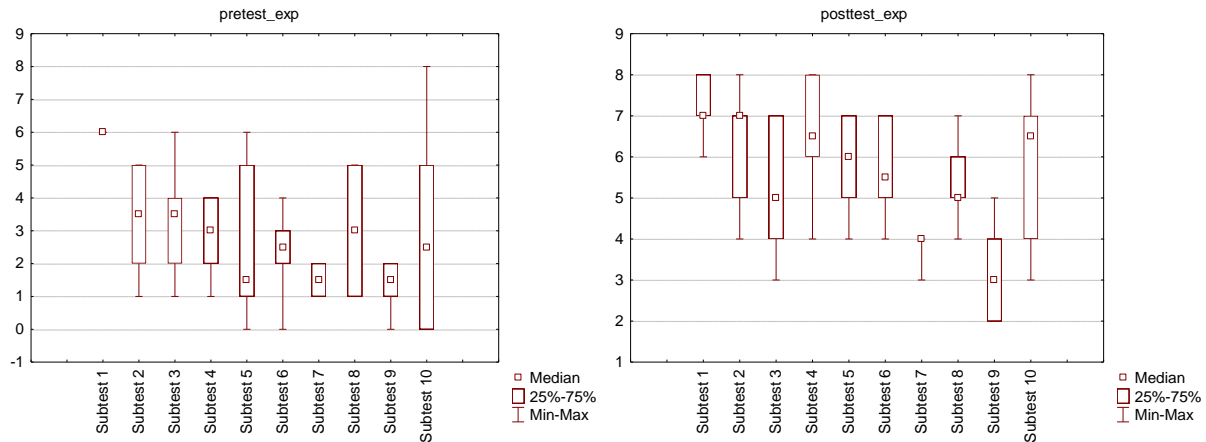 pretest_exp
9
8
7
6
5
4
3
2
1
0
-1
Subtest 1
Subtest 2
Subtest 3
Subtest 4
Subtest 5
Subtest 6
Subtest 7
Subtest 8
Subtest 9
Subtest 10
Median
25%-75%
Min-Max
posttest_exp
9
8
7
6
5
4
3
2
1
Subtest 1
Subtest 2
Subtest 3
Subtest 4
Subtest 5
Subtest 6
Subtest 7
Subtest 8
Subtest 9
Subtest 10
Median
25%-75%
Min-Max